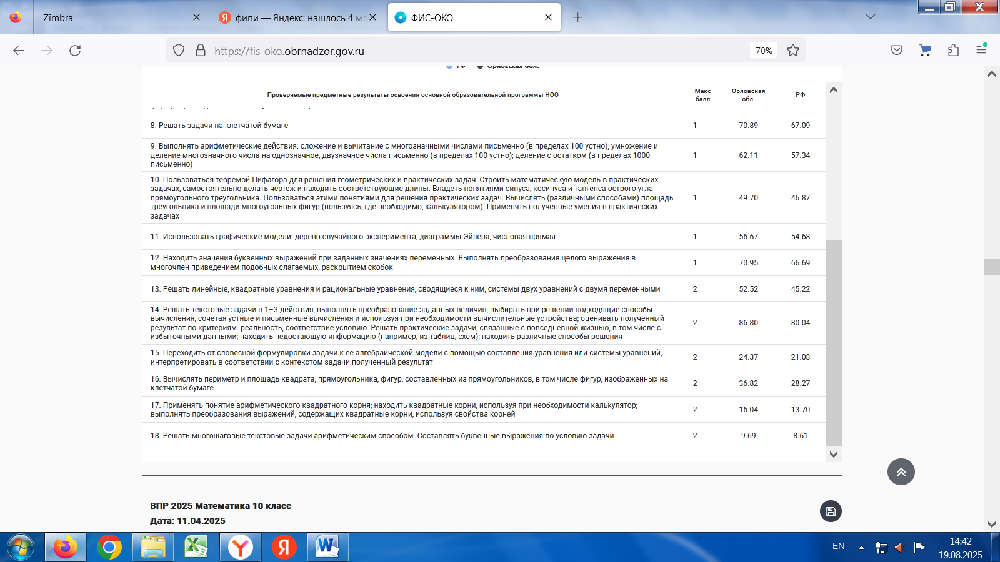 Zimbra
фипи — Яндекс: нашлось 4 мл
ФИС-ОКО
https://fis-oko.obrnadzor.gov.ru
70%
РФ Орловская обл.
Проверяемые предметные результаты освоения основной образовательной программы НОО
Макс балл
Орловская обл.
РФ
8. Решать задачи на клетчатой бумаге 1 70.89 67.09
9. Выполнять арифметические действия: сложение и вычитание с многозначными числами письменно (в пределах 100 устно); умножение и
деление многозначного числа на однозначное, двузначное числа письменно (в пределах 100 устно); деление с остатком (в пределах 1000 1 62.11 57.34
письменно)
10. Пользоваться теоремой Пифагора для решения геометрических и практических задач. Строить математическую модель в практических
задачах, самостоятельно делать чертеж и находить соответствующие длины. Владеть понятиями синуса, косинуса и тангенса острого угла
прямоугольного треугольника. Пользоваться этими понятиями для решения практических задач. Вычислять (различными способами) площадь 1 49.70 46.87
треугольника и площади многоугольных фигур (пользуясь, где необходимо, калькулятором). Применять полученные умения в практических
задачах
11. Использовать графические модели: дерево случайного эксперимента, диаграммы Эйлера, числовая прямая 1 56.67 54.68
12. Находить значения буквенных выражений при заданных значениях переменных. Выполнять преобразования целого выражения в
многочлен приведением подобных слагаемых, раскрытием скобок 1 70.95 66.69
13. Решать линейные, квадратные уравнения и рациональные уравнения, сводящиеся к ним, системы двух уравнений с двумя переменными 2 52.52 45.22
14. Решать текстовые задачи в 1–3 действия, выполнять преобразование заданных величин, выбирать при решении подходящие способы
вычисления, сочетая устные и письменные вычисления и используя при необходимости вычислительные устройства; оценивать полученный
результат по критериям: реальность, соответствие условию. Решать практические задачи, связанные с повседневной жизнью, в том числе с 2 86.80 80.04
избыточными данными; находить недостающую информацию (например, из таблиц, схем); находить различные способы решения
15. Переходить от словесной формулировки задачи к ее алгебраической модели с помощью составления уравнения или системы уравнений,
интерпретировать в соответствии с контекстом задачи полученный результат 2 24.37 21.08
16. Вычислять периметр и площадь квадрата, прямоугольника, фигур, составленных из прямоугольников, в том числе фигур, изображенных на
клетчатой бумаге 2 36.82 28.27
17. Применять понятие арифметического квадратного корня; находить квадратные корни, используя при необходимости калькулятор;
выполнять преобразования выражений, содержащих квадратные корни, используя свойства корней 2 16.04 13.70
18. Решать многошаговые текстовые задачи арифметическим способом. Составлять буквенные выражения по условию задачи 2 9.69 8.61
ВПР 2025 Математика 10 класс
Дата: 11.04.2025
EN
14:42
19.08.2025